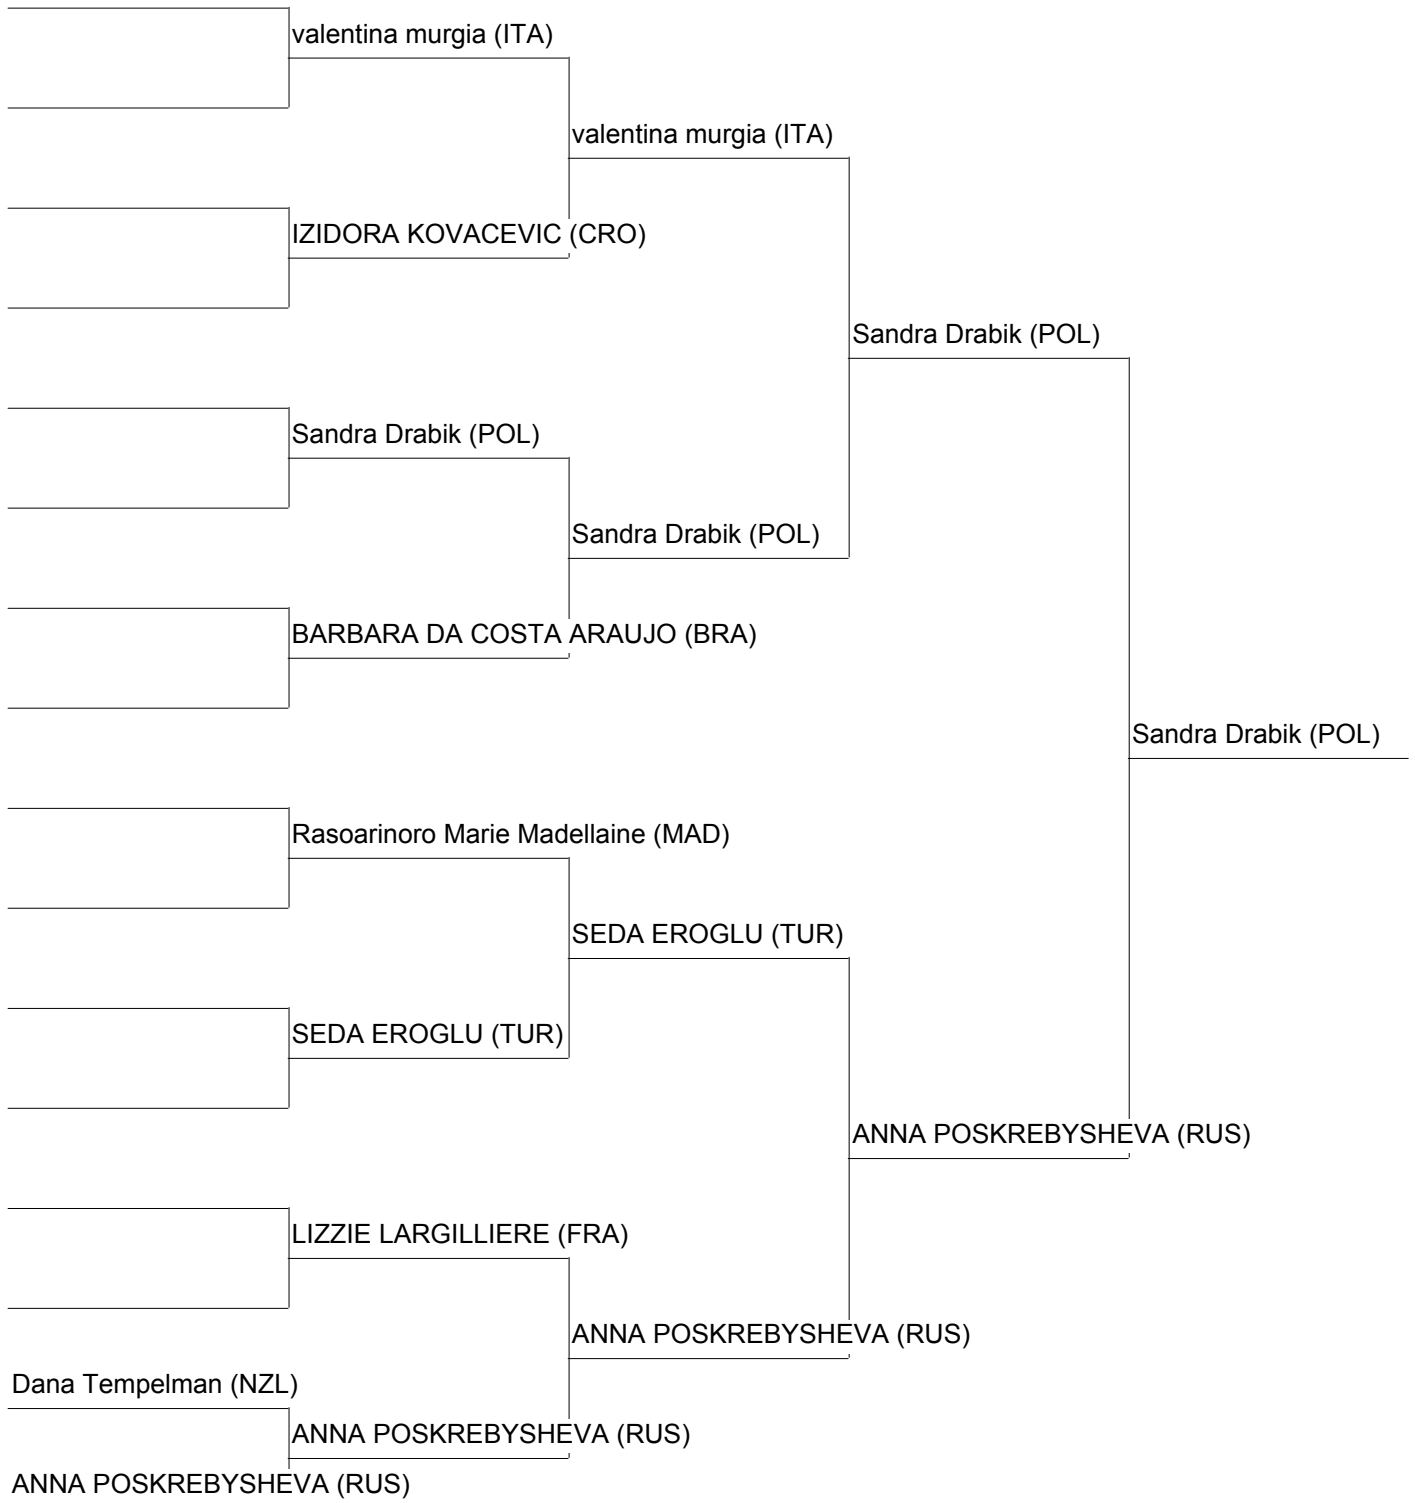 valentina murgia (ITA)
valentina murgia (ITA)
IZIDORA KOVACEVIC (CRO)
Sandra Drabik (POL)
Sandra Drabik (POL)
Sandra Drabik (POL)
BARBARA DA COSTA ARAUJO (BRA)
Sandra Drabik (POL)
Rasoarinoro Marie Madellaine (MAD)
SEDA EROGLU (TUR)
SEDA EROGLU (TUR)
ANNA POSKREBYSHEVA (RUS)
LIZZIE LARGILLIERE (FRA)
ANNA POSKREBYSHEVA (RUS)
Dana Tempelman (NZL)
ANNA POSKREBYSHEVA (RUS)
ANNA POSKREBYSHEVA (RUS)